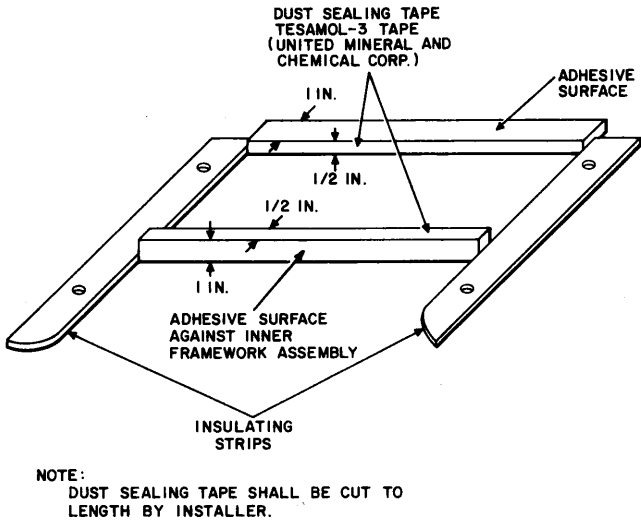 DUST SEALING TAPE
TESAMOL-3 TAPE
(UNITED MINERAL AND
CHEMICAL CORP.)
ADHESIVE
SURFACE
1 IN.
1/2 IN.
1/2 IN.
1 IN.
ADHESIVE SURFACE
AGAINST INNER
FRAMEWORK ASSEMBLY
INSULATING
STRIPS
NOTE:
DUST SEALING TAPE SHALL BE CUT TO
LENGTH BY INSTALLER.